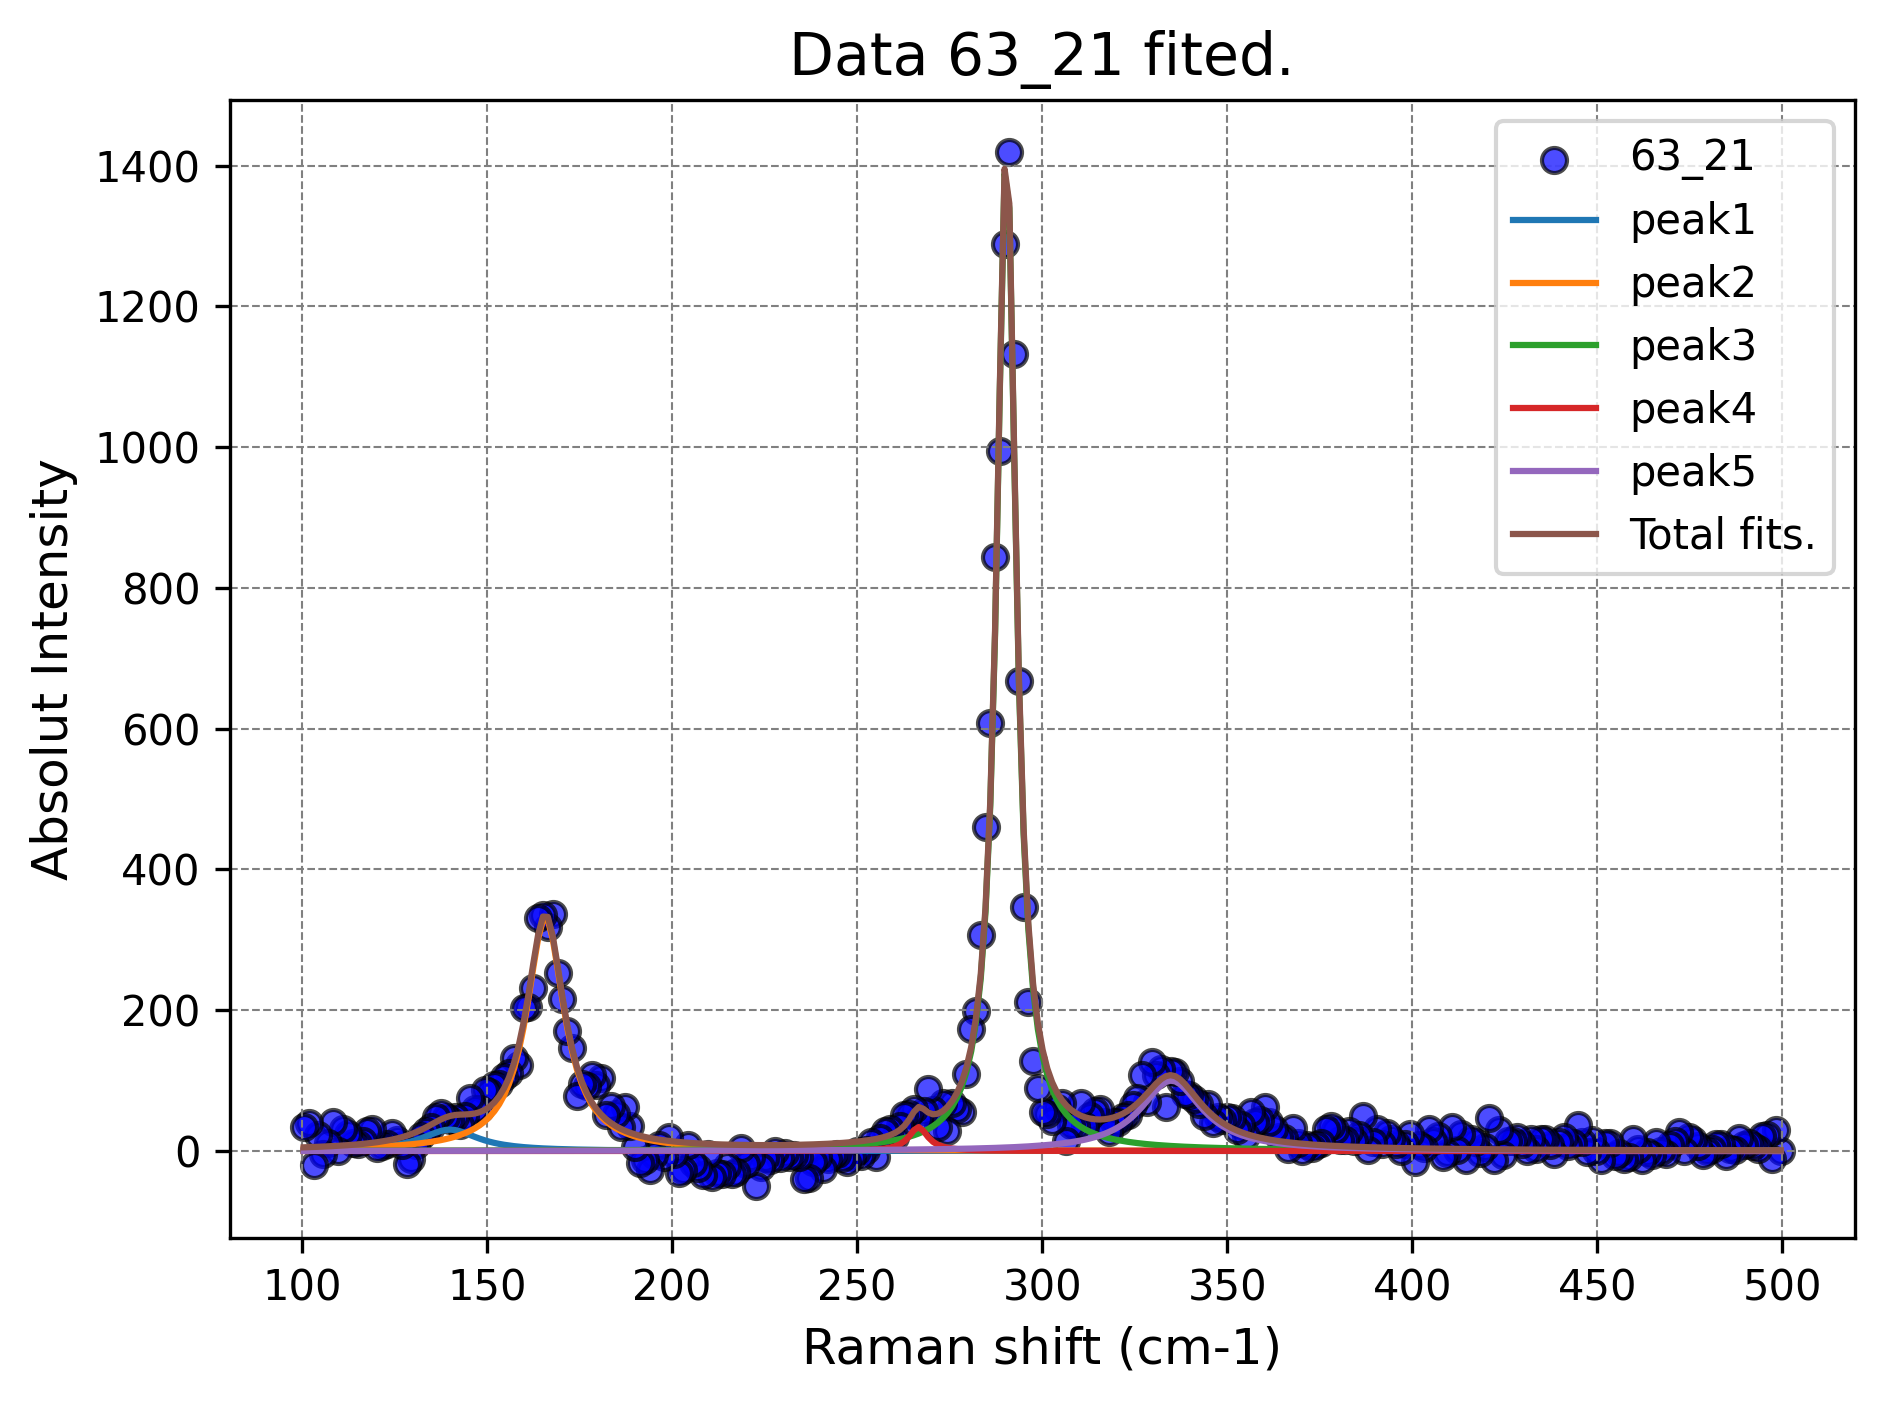 Data 63_21 fited.
63_21
peak1
peak2
peak3
peak4
peak5
Total fits.
Absolut Intensity
1400
1200
1000
800
600
400
200
0
100 150 200 250 300 350 400 450 500
Raman shift (cm-1)